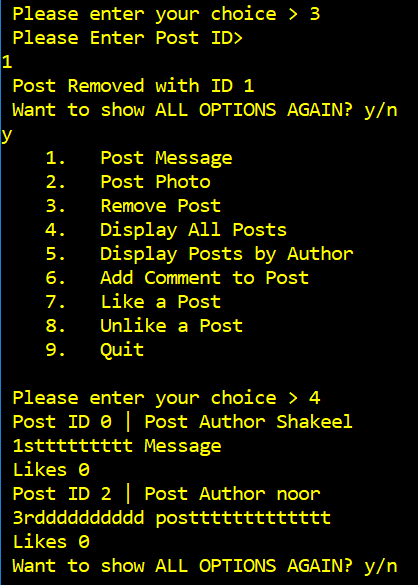 Please enter your choice > 3
Please Enter Post ID>
1
Post Removed with ID 1
Want to show ALL OPTIONS AGAIN? y/n
y
1. Post Message
2. Post Photo
3. Remove Post
4. Display All Posts
5. Display Posts by Author
6. Add Comment to Post
7. Like a Post
8. Unlike a Post
9. Quit
Please enter your choice > 4
Post ID 0 | Post Author Shakeel
1sttttttttt Message
Likes 0
Post ID 2 | Post Author noor
3rdddddddddd posttttttttttttt
Likes 0
Want to show ALL OPTIONS AGAIN? y/n